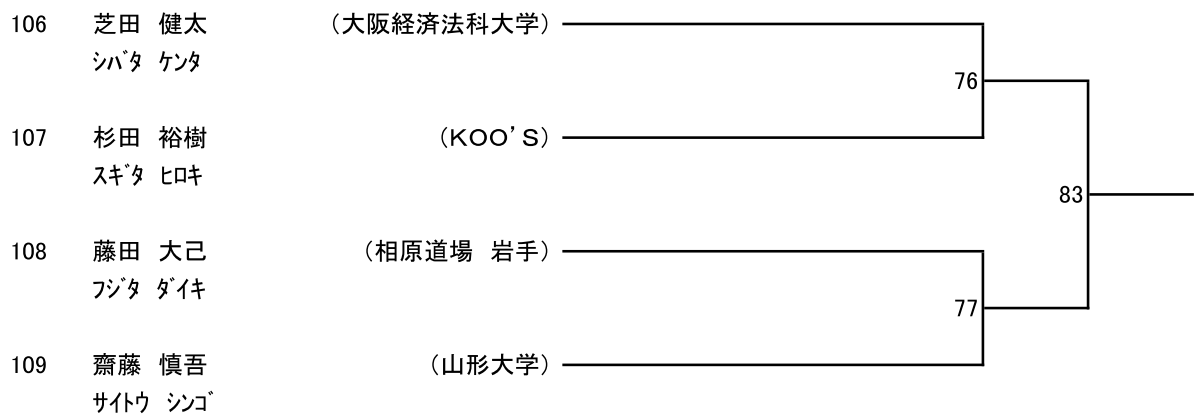 106 芝田 健太 （大阪経済法科大学）
ｼﾊﾞﾀ ｹﾝﾀ
76
107 杉田 裕樹 （ＫＯＯ’Ｓ）
ｽｷﾞﾀ ﾋﾛｷ
83
108 藤田 大己 （相原道場 岩手）
ﾌｼﾞﾀ ﾀﾞｲｷ
77
109 齋藤 慎吾 （山形大学）
ｻｲﾄｳ ｼﾝｺﾞ